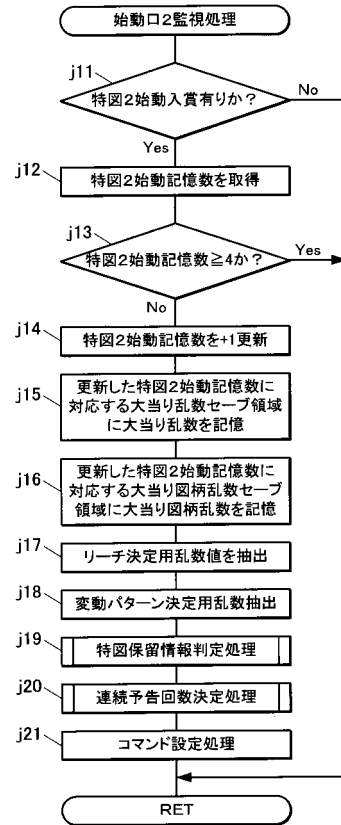 始動口2監視処理
j11
特図2始動入賞有りか?
No
Yes
j12
特図2始動記憶数を取得
j13
特図2始動記憶数≧4か?
Yes
No
j14
特図2始動記憶数を+1更新
j15
更新した特図2始動記憶数に
対応する大当り乱数セーブ領域
に大当り乱数を記憶
j16
更新した特図2始動記憶数に
対応する大当り図柄乱数セーブ
領域に大当り図柄乱数を記憶
j17
リーチ決定用乱数値を抽出
j18
変動パターン決定用乱数抽出
j19
特図保留情報判定処理
j20
連続予告回数決定処理
j21
コマンド設定処理
RET